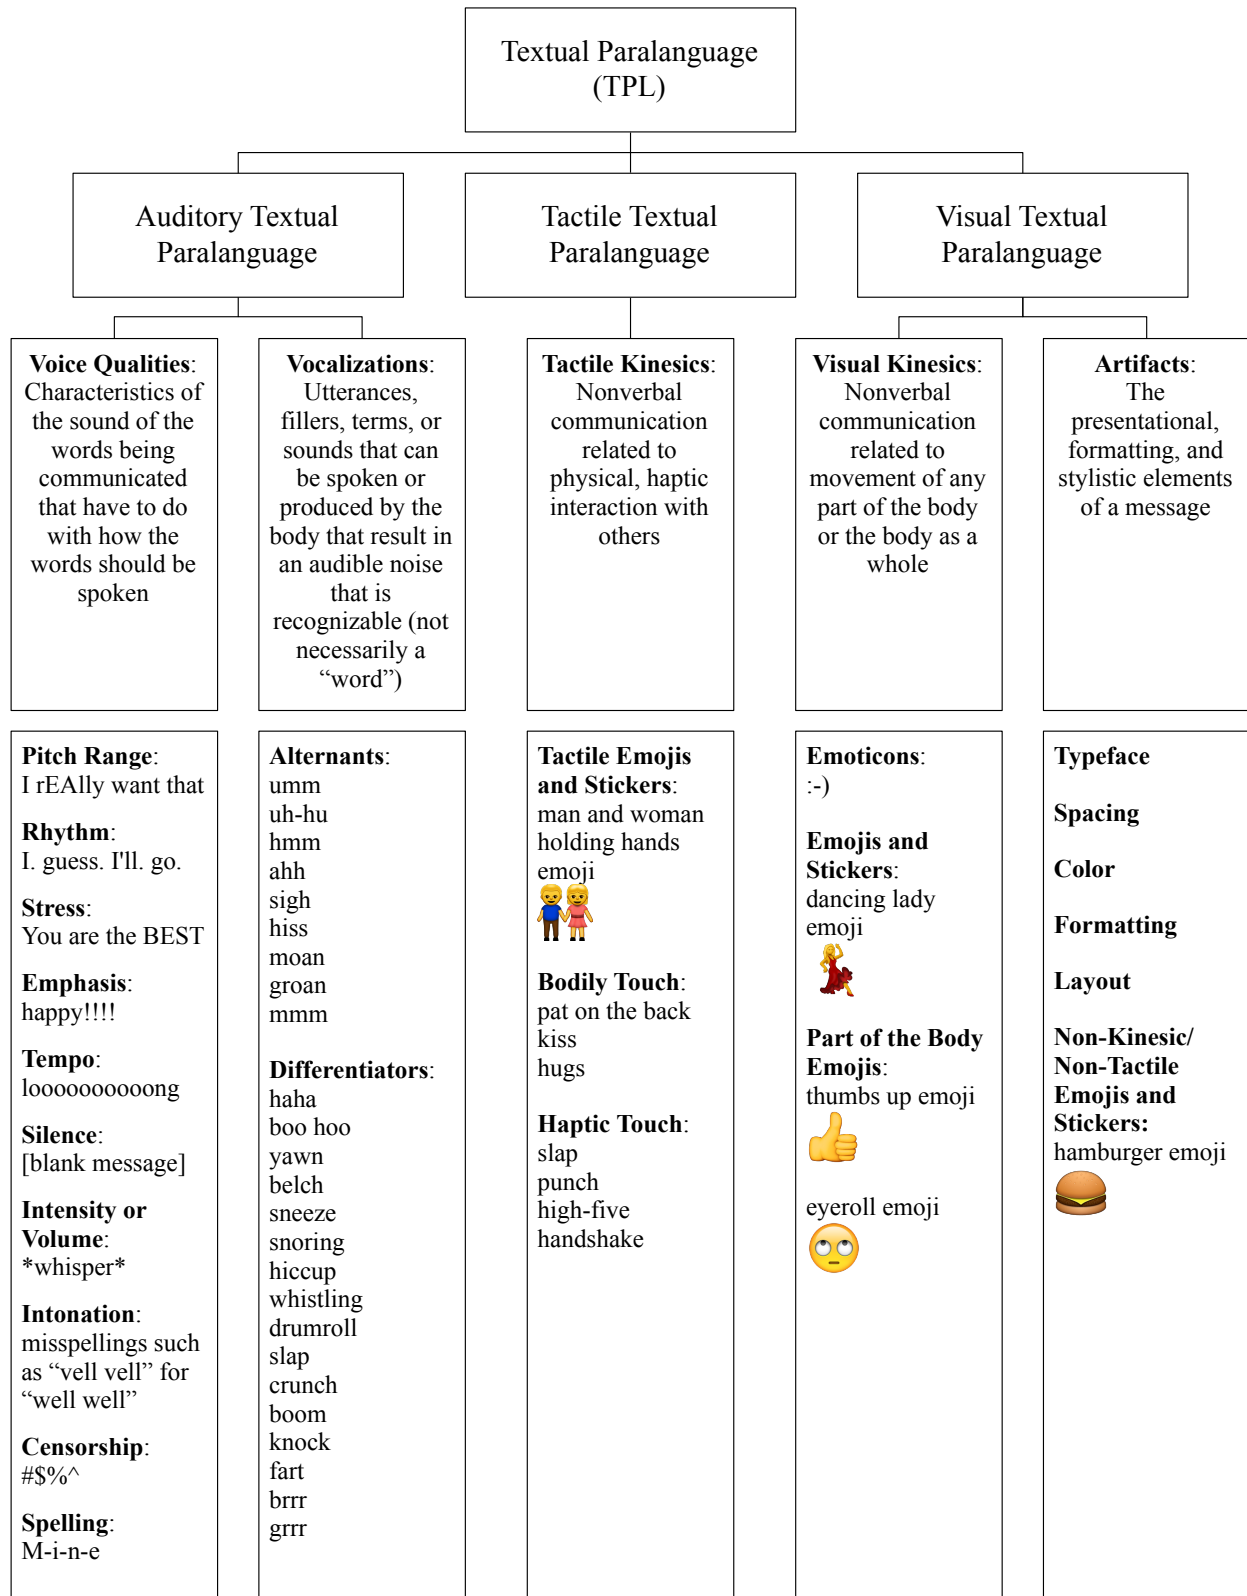 Textual Paralanguage
(TPL)
Auditory Textual
Paralanguage
Tactile Textual
Paralanguage
Visual Textual
Paralanguage
Voice Qualities:
Characteristics of
the sound of the
words being
communicated
that have to do
with how the
words should be
spoken
Vocalizations:
Utterances,
fillers, terms, or
sounds that can
be spoken or
produced by the
body that result in
an audible noise
that is
recognizable (not
necessarily a
“word”)
Tactile Kinesics:
Nonverbal
communication
related to
physical, haptic
interaction with
others
Visual Kinesics:
Nonverbal
communication
related to
movement of any
part of the body
or the body as a
whole
Artifacts:
The
presentational,
formatting, and
stylistic elements
of a message
Pitch Range:
I rEAlly want that
Rhythm:
I. guess. I'll. go.
Stress:
You are the BEST
Emphasis:
happy!!!!
Tempo:
looooooooooong
Silence:
[blank message]
Intensity or
Volume:
*whisper*
Intonation:
misspellings such
as “vell vell” for
“well well”
Censorship:
#$%^
Spelling:
M-i-n-e
Alternants:
umm
uh-hu
hmm
ahh
sigh
hiss
moan
groan
mmm
Differentiators:
haha
boo hoo
yawn
belch
sneeze
snoring
hiccup
whistling
drumroll
slap
crunch
boom
knock
fart
brrr
grrr
Tactile Emojis
and Stickers:
man and woman
holding hands
emoji
Bodily Touch:
pat on the back
kiss
hugs
Haptic Touch:
slap
punch
high-five
handshake
Emoticons:
:-)
Emojis and
Stickers:
dancing lady
emoji
Part of the Body
Emojis:
thumbs up emoji
eyeroll emoji
Typeface
Spacing
Color
Formatting
Layout
Non-Kinesic/
Non-Tactile
Emojis and
Stickers:
hamburger emoji